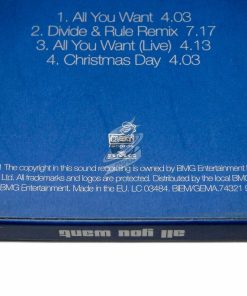 1. All You Want 4.03
2. Divide & Rule Remix 7.17
3. All You Want (Live) 4.13
4. Christmas Day 4.03
The copyright in this sound recording is owned by BMG Entertainment
Ltd. All trademarks and logos are protected. Distributed by the local BMG
BMG Entertainment. Made in the EU. LC 03484. BIEM/GEMA 74321
all you want